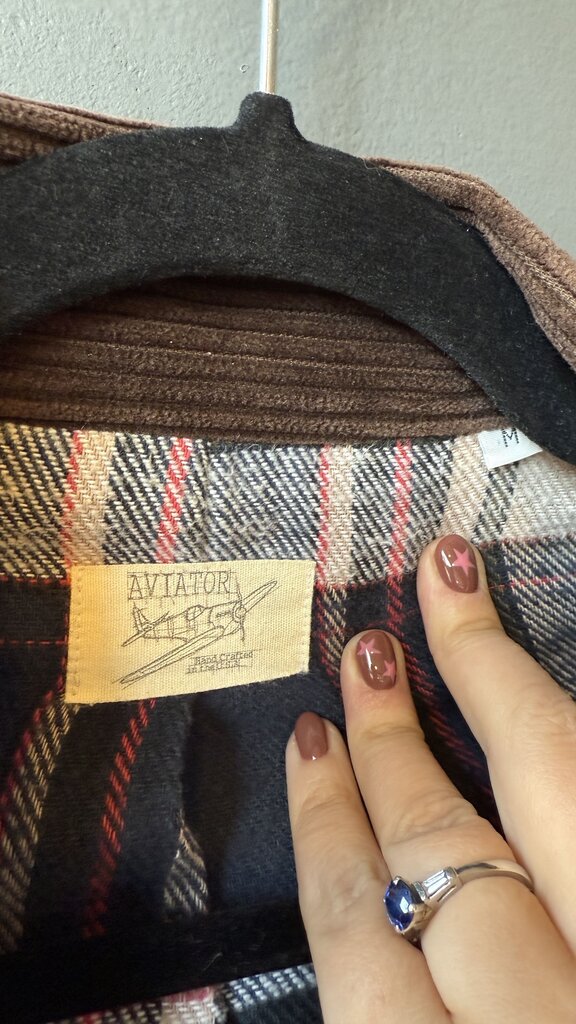 M
AVIATOR
Hand Crafted
in the U.S.A.